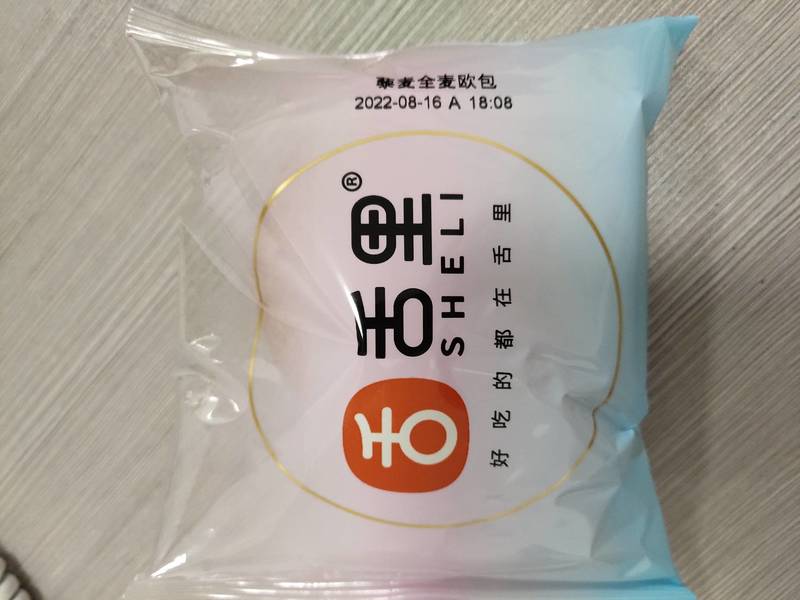 藜麦全麦欧包
2022-08-16 A 18:08
舌里®
SHELI
好吃的都在舌里
舌